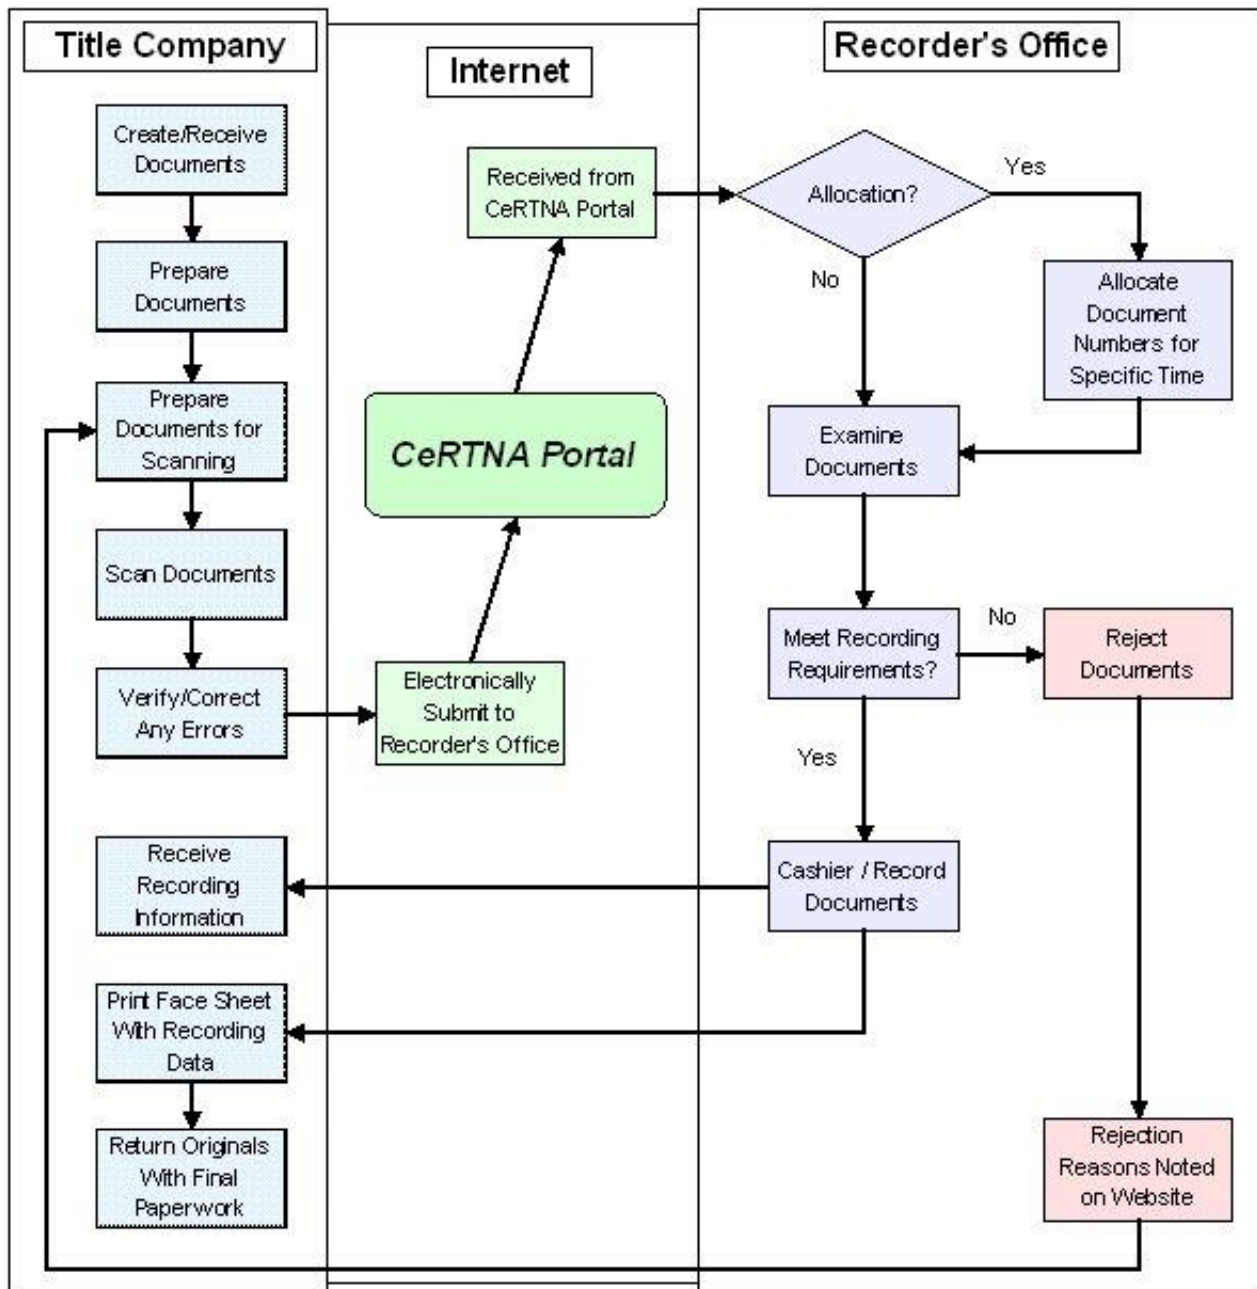 Title Company
Create/Receive
Documents
Prepare
Documents
Prepare
Documents for
Scanning
Scan Documents
Verify/Correct
Any Errors
Receive
Recording
Information
Print Face Sheet
With Recording
Data
Return Originals
With Final
Paperwork
Internet
Received from
CeRTNA Portal
CeRTNA Portal
Electronically
Submit to
Recorder's Office
Recorder's Office
Allocation?
Yes
No
Allocate
Document
Numbers for
Specific Time
Examine
Documents
Meet Recording
Requirements?
No
Reject
Documents
Yes
Cashier / Record
Documents
Rejection
Reasons Noted
on Website